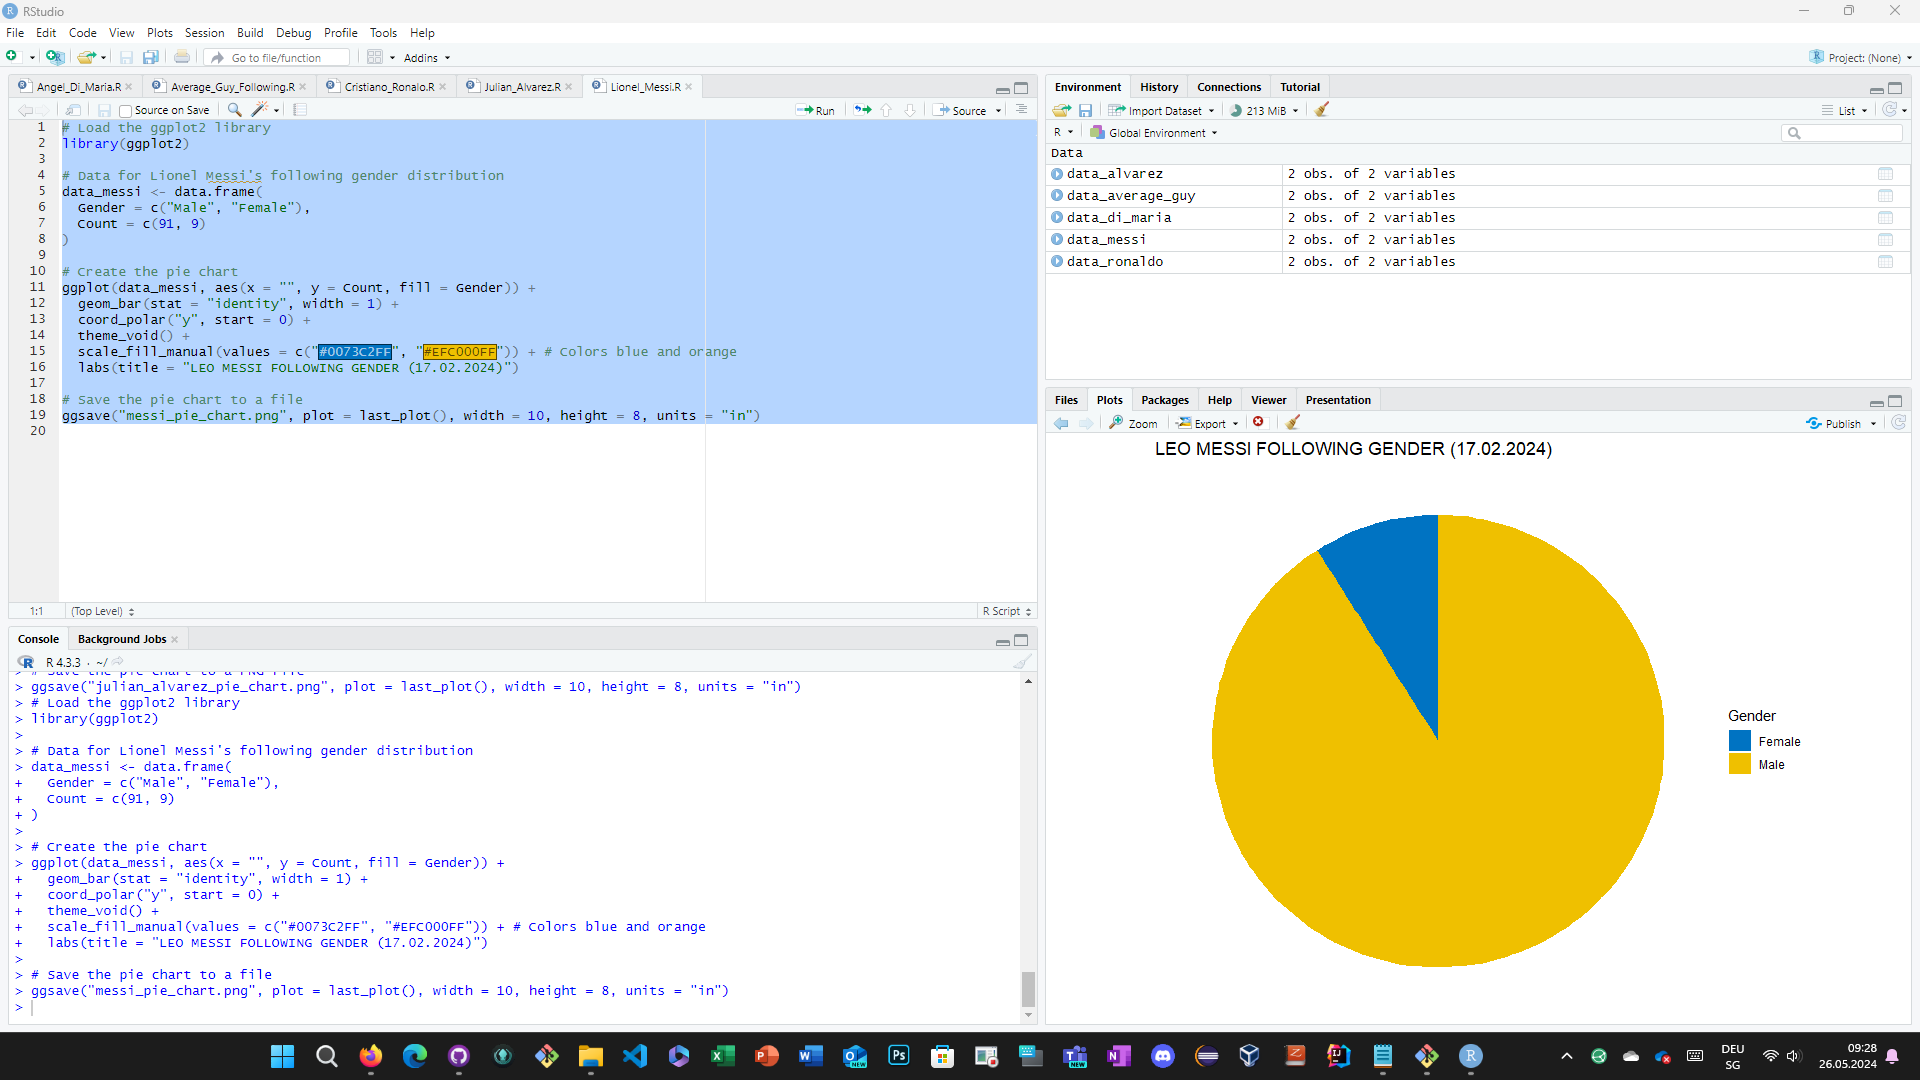 RStudio
File Edit Code View Plots Session Build Debug Profile Tools Help
Go to file/function Addins Project: (None)
Angel_Di_Maria.R Average_Guy_Following.R Cristiano_Ronalo.R Julian_Alvarez.R Lionel_Messi.R
Source on Save Run Source
1 # Load the ggplot2 library
2 library(ggplot2)
3
4 # Data for Lionel Messi's following gender distribution
5 data_messi <- data.frame(
6 Gender = c("Male", "Female"),
7 Count = c(91, 9)
8 )
9
10 # Create the pie chart
11 ggplot(data_messi, aes(x = "", y = Count, fill = Gender)) +
12 geom_bar(stat = "identity", width = 1) +
13 coord_polar("y", start = 0) +
14 theme_void() +
15 scale_fill_manual(values = c("#0073C2FF", "#EFC000FF")) + # Colors blue and orange
16 labs(title = "LEO MESSI FOLLOWING GENDER (17.02.2024)")
17
18 # Save the pie chart to a file
19 ggsave("messi_pie_chart.png", plot = last_plot(), width = 10, height = 8, units = "in")
20
1:1 (Top Level) R Script
Console Background Jobs
R 4.3.3 · ~/
> # Save the pie chart to a PNG file
> ggsave("julian_alvarez_pie_chart.png", plot = last_plot(), width = 10, height = 8, units = "in")
> # Load the ggplot2 library
> library(ggplot2)
>
> # Data for Lionel Messi's following gender distribution
> data_messi <- data.frame(
+ Gender = c("Male", "Female"),
+ Count = c(91, 9)
+ )
>
> # Create the pie chart
> ggplot(data_messi, aes(x = "", y = Count, fill = Gender)) +
+ geom_bar(stat = "identity", width = 1) +
+ coord_polar("y", start = 0) +
+ theme_void() +
+ scale_fill_manual(values = c("#0073C2FF", "#EFC000FF")) + # Colors blue and orange
+ labs(title = "LEO MESSI FOLLOWING GENDER (17.02.2024)")
>
> # Save the pie chart to a file
> ggsave("messi_pie_chart.png", plot = last_plot(), width = 10, height = 8, units = "in")
>
Environment History Connections Tutorial
Import Dataset 213 MiB List
R Global Environment
Data
data_alvarez 2 obs. of 2 variables
data_average_guy 2 obs. of 2 variables
data_di_maria 2 obs. of 2 variables
data_messi 2 obs. of 2 variables
data_ronaldo 2 obs. of 2 variables
Files Plots Packages Help Viewer Presentation
Zoom Export Publish
LEO MESSI FOLLOWING GENDER (17.02.2024)
Gender
Female
Male
DEU
SG
09:28
26.05.2024